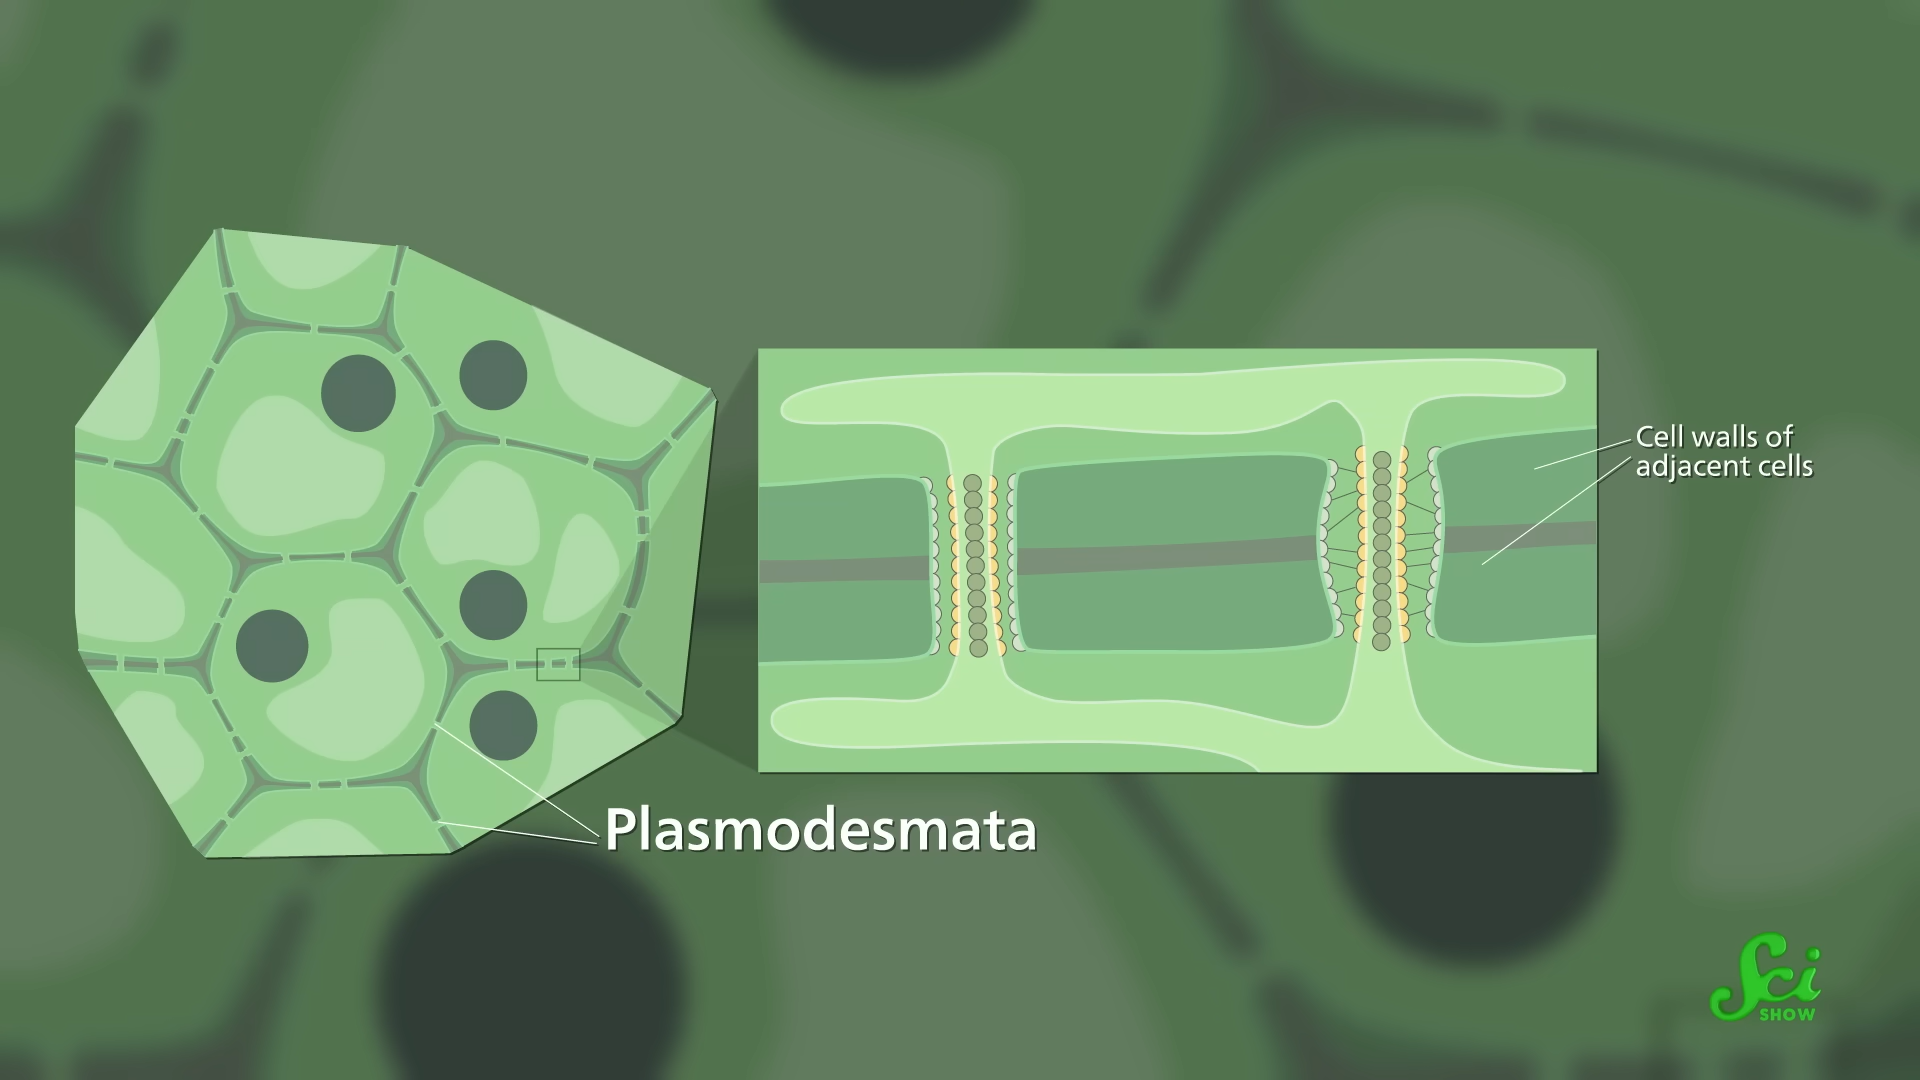 Cell walls of
adjacent cells
Plasmodesmata
Sci
SHOW